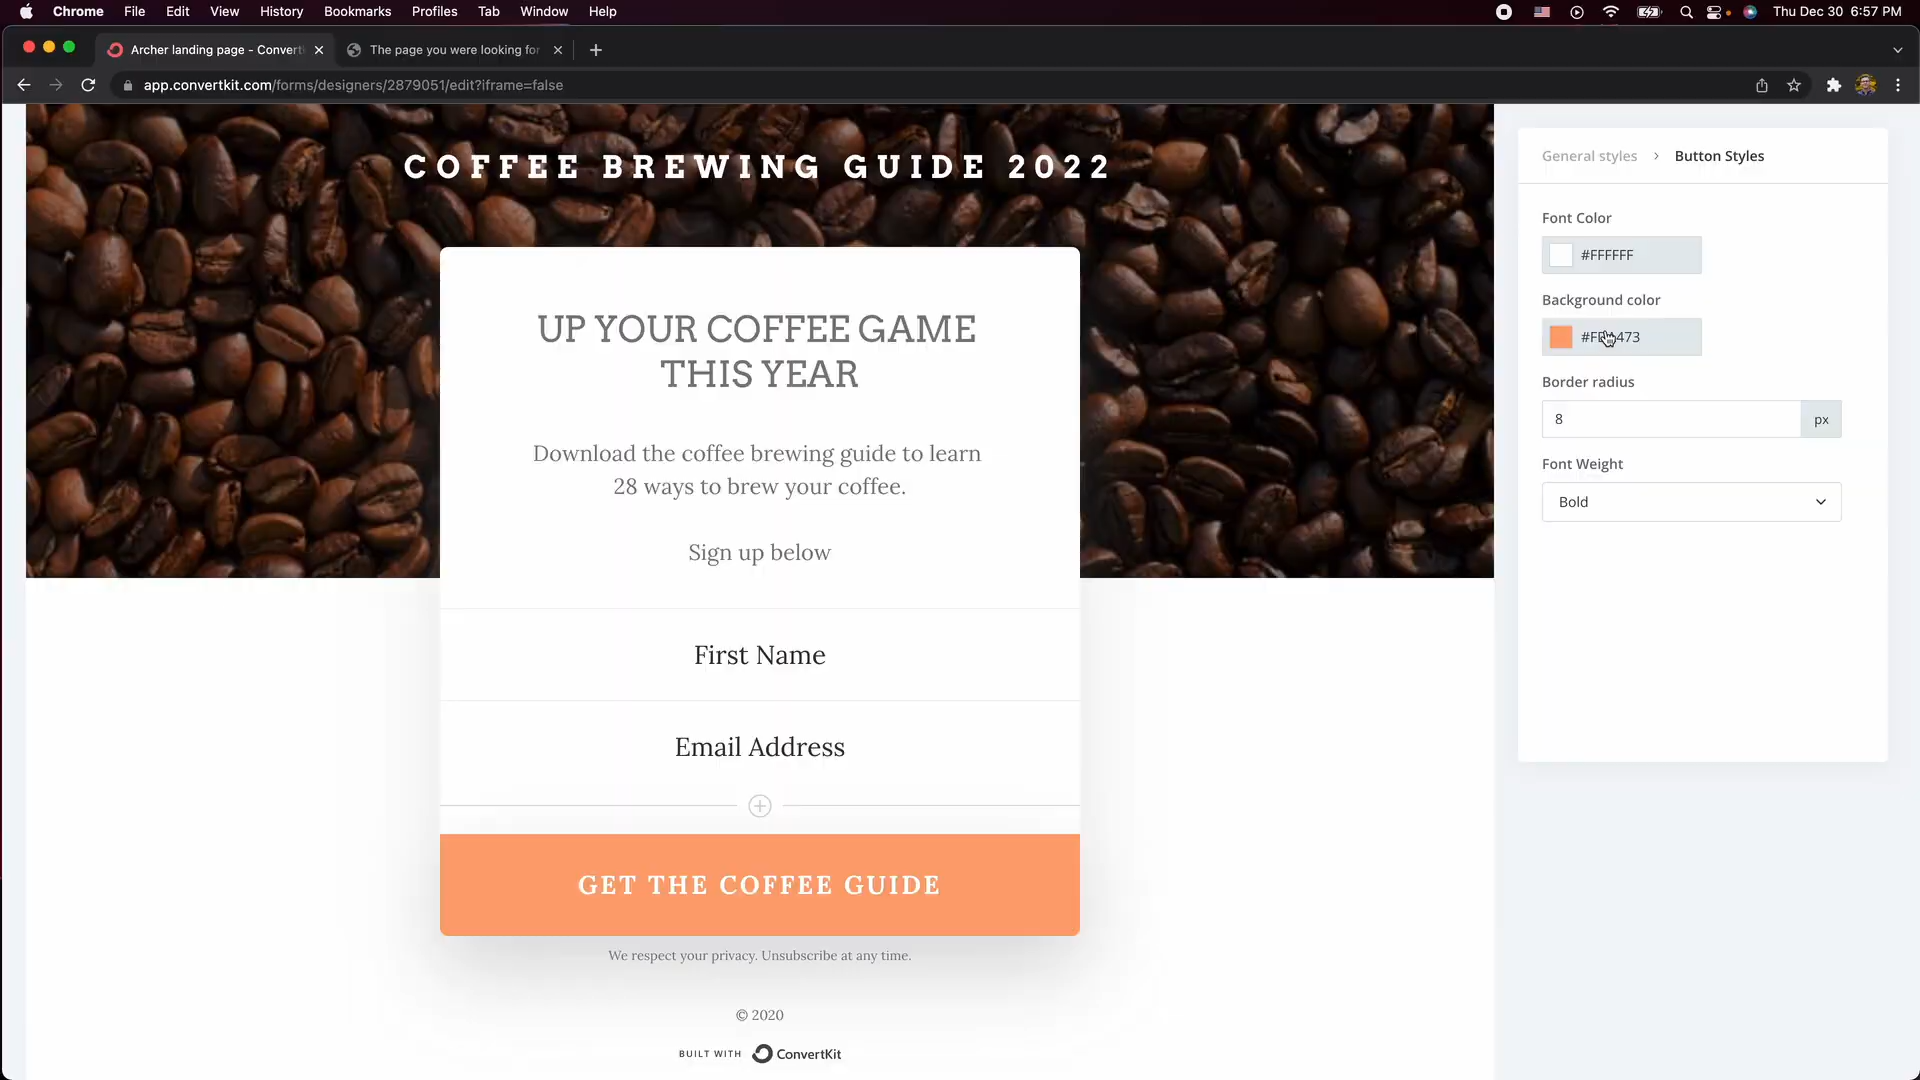 Chrome File Edit View History Bookmarks Profiles Tab Window Help Thu Dec 30 6:57 PM
Archer landing page - Convert
The page you were looking for
app.convertkit.com/forms/designers/2879051/edit?iframe=false
COFFEE BREWING GUIDE 2022
UP YOUR COFFEE GAME
THIS YEAR
Download the coffee brewing guide to learn
28 ways to brew your coffee.
Sign up below
First Name
Email Address
GET THE COFFEE GUIDE
We respect your privacy. Unsubscribe at any time.
© 2020
BUILT WITH ConvertKit
General styles › Button Styles
Font Color
#FFFFFF
Background color
Border radius
8 px
Font Weight
Bold